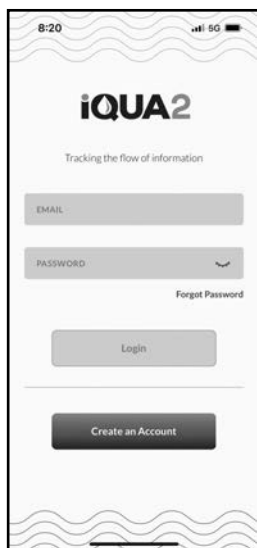 8:20 5G
iQUA2
Tracking the flow of information
EMAIL
PASSWORD
Forgot Password
Login
Create an Account